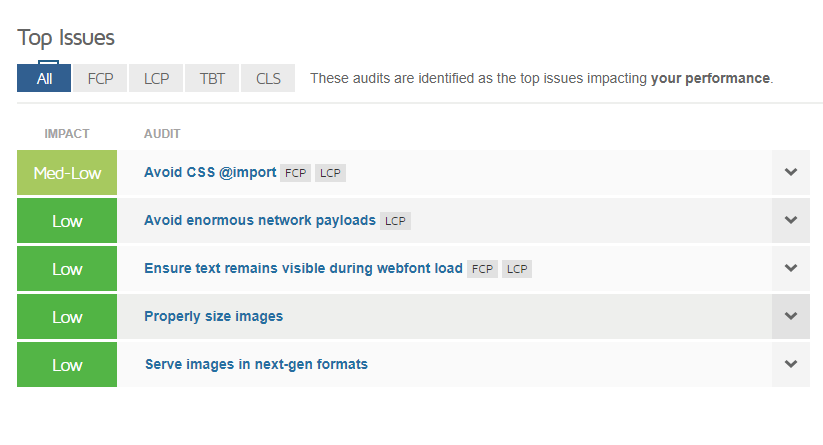 Top Issues
All FCP LCP TBT CLS These audits are identified as the top issues impacting your performance.
IMPACT AUDIT
Med-Low Avoid CSS @import FCP LCP
Low Avoid enormous network payloads LCP
Low Ensure text remains visible during webfont load FCP LCP
Low Properly size images
Low Serve images in next-gen formats